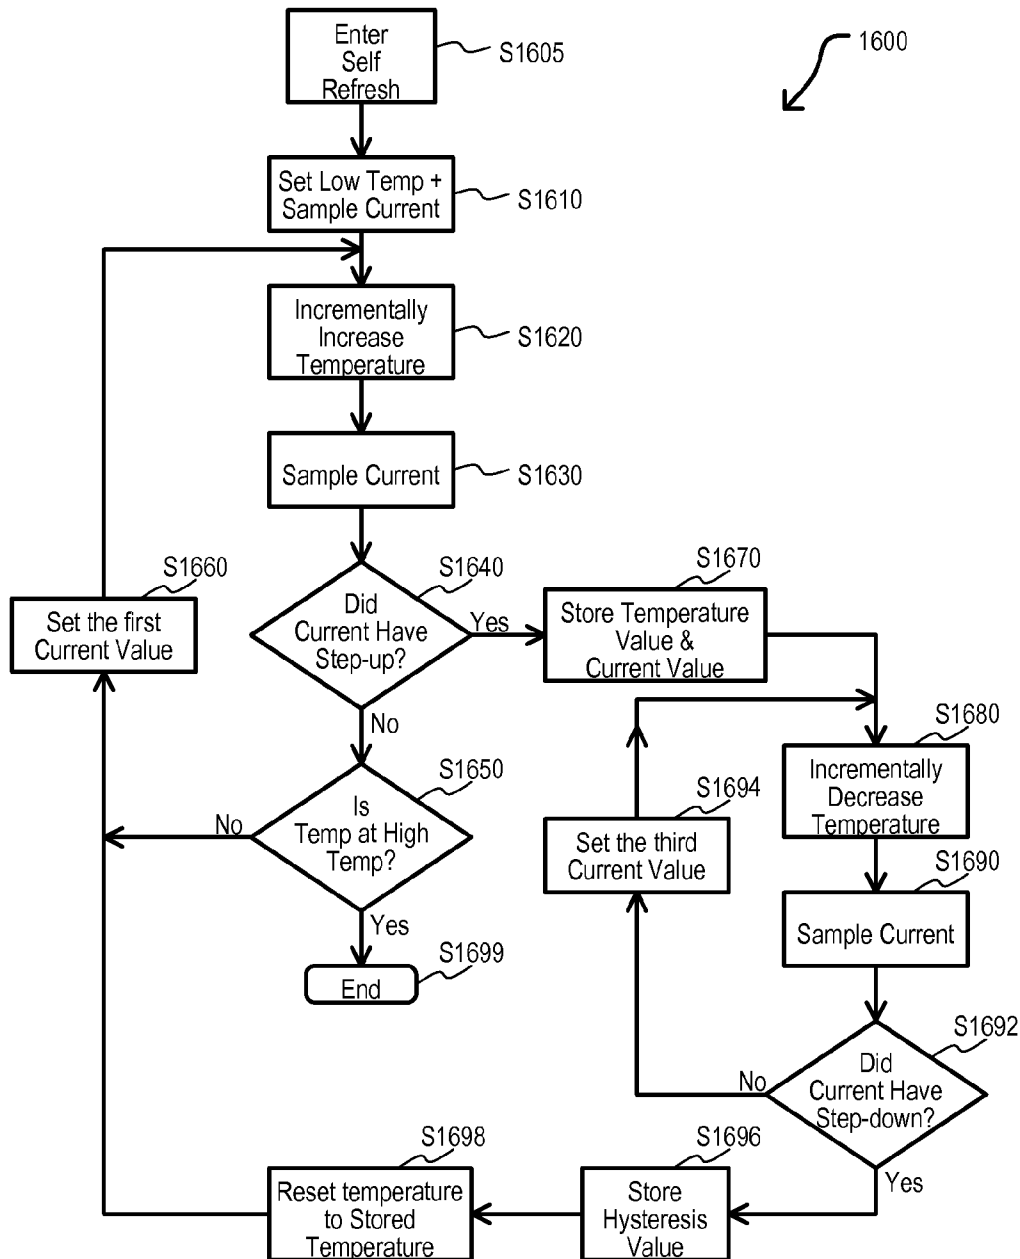 Enter
Self
Refresh
S1605
1600
Set Low Temp +
Sample Current
S1610
Incrementally
Increase
Temperature
S1620
Sample Current
S1630
S1640
Did
Current Have
Step-up?
Yes
No
S1670
Store Temperature
Value &
Current Value
S1660
Set the first
Current Value
S1650
Is
Temp at High
Temp?
No
Yes
S1699
End
S1680
Incrementally
Decrease
Temperature
S1694
Set the third
Current Value
S1690
Sample Current
S1692
Did
Current Have
Step-down?
No
Yes
S1696
Store
Hysteresis
Value
S1698
Reset temperature
to Stored
Temperature